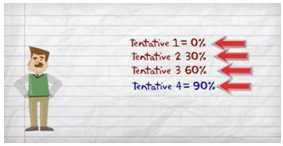 Tentative 1 = 0%
Tentative 2 30%
Tentative 3 60%
Tentative 4 = 90%